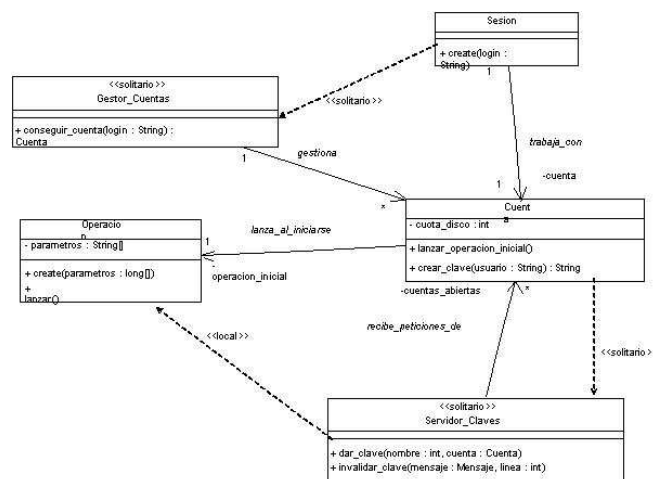 Sesion
+ create(login :
String)
1
<<solitario>>
Gestor_Cuentas
+ conseguir_cuenta(login : String) :
Cuenta
<<solitario>>
1
gestiona
trabaja_con
-cuenta
1
*
Cuent
a
- cuota_disco : int
+ lanzar_operacion_inicial()
+ crear_clave(usuario : String) : String
Operacio
n
- parametros : String[]
+ create(parametros : long[])
+
lanzar()
lanza_al_iniciarse
1
-
operacion_inicial
-cuentas_abiertas
*
recibe_peticiones_de
<<local>>
<<solitario>>
<<solitario>>
Servidor_Claves
+ dar_clave(nombre : int, cuenta : Cuenta)
+ invalidar_clave(mensaje : Mensaje, linea : int)